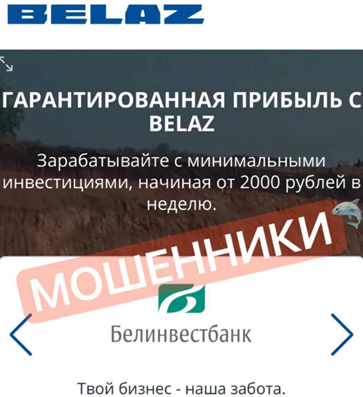 BELAZ
ГАРАНТИРОВАННАЯ ПРИБЫЛЬ С
BELAZ
Зарабатывайте с минимальными
инвестициями, начиная от 2000 рублей в
неделю.
МОШЕННИКИ
Белинвестбанк
Твой бизнес - наша забота.